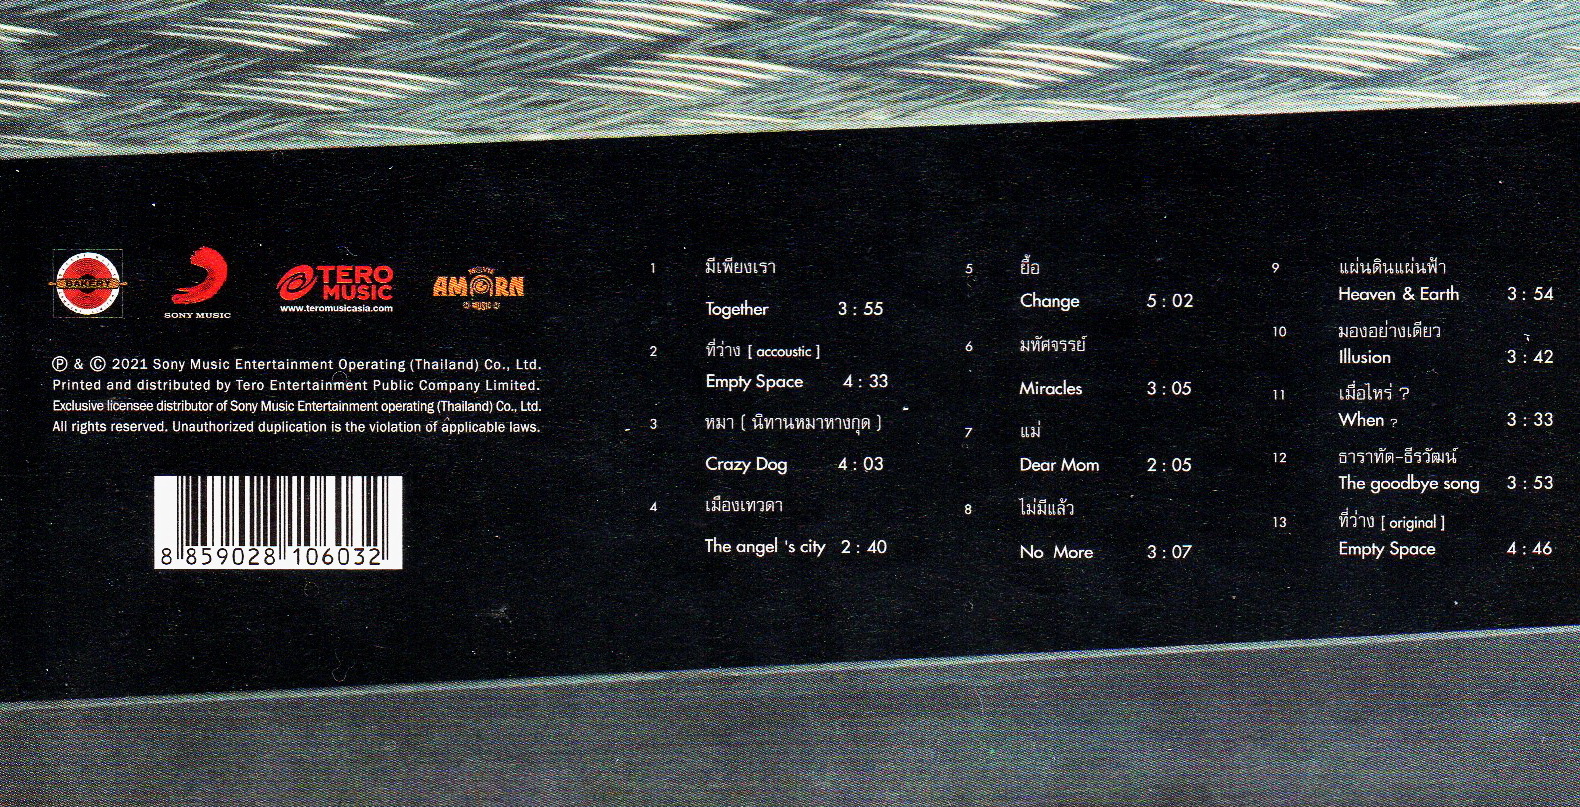 BAKERY
SONY MUSIC
TERO
MUSIC
www.teromusicasia.com
MOVIE
AMORN
MUSIC
Ⓟ & Ⓒ 2021 Sony Music Entertainment Operating (Thailand) Co., Ltd.
Printed and distributed by Tero Entertainment Public Company Limited.
Exclusive licensee distributor of Sony Music Entertainment operating (Thailand) Co., Ltd.
All rights reserved. Unauthorized duplication is the violation of applicable laws.
8 859028 106032
1 มีเพียงเรา
Together 3 : 55
2 ที่ว่าง [ accoustic ]
Empty Space 4 : 33
3 หมา ( นิทานหมาหางกุด )
Crazy Dog 4 : 03
4 เมืองเทวดา
The angel 's city 2 : 40
5 ยื้อ
Change 5 : 02
6 มหัศจรรย์
Miracles 3 : 05
7 แม่
Dear Mom 2 : 05
8 ไม่มีแล้ว
No More 3 : 07
9 แผ่นดินแผ่นฟ้า
Heaven & Earth 3 : 54
10 มองอย่างเดียว
Illusion 3 : 42
11 เมื่อไหร่ ?
When ? 3 : 33
12 ธาราทัด-ธีรวัฒน์
The goodbye song 3 : 53
13 ที่ว่าง [ original ]
Empty Space 4 : 46